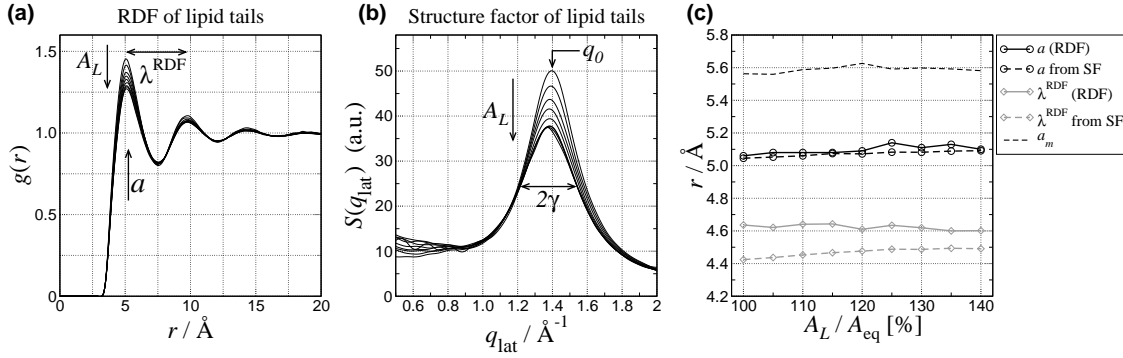 (a) RDF of lipid tails
1.5
1.0
0.5
0
g(r)
A_L
λ^RDF
a
0 5 10 15 20
r / Å
(b) Structure factor of lipid tails
50
40
30
20
10
0
S(q_lat) (a.u.)
q_0
A_L
2γ
0.6 0.8 1.0 1.2 1.4 1.6 1.8 2
q_lat / Å^-1
(c)
5.8
5.6
5.4
5.2
5.0
4.8
4.6
4.4
4.2
r / Å
100 110 120 130 140
A_L / A_eq [%]
a (RDF)
a from SF
λ^RDF (RDF)
λ^RDF from SF
a_m